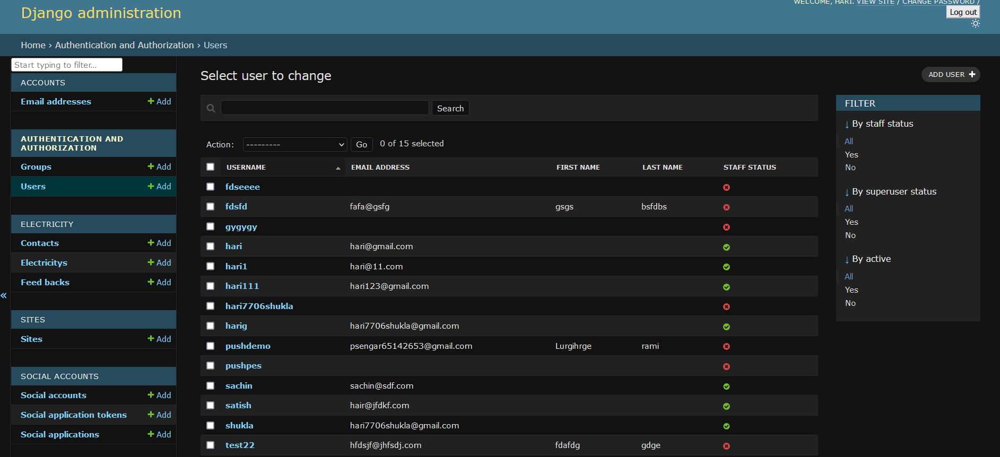 WELCOME, HARI. VIEW SITE / CHANGE PASSWORD /
Django administration
Log out
Home › Authentication and Authorization › Users
Start typing to filter...
ACCOUNTS
Email addresses + Add
AUTHENTICATION AND
AUTHORIZATION
Groups + Add
Users + Add
ELECTRICITY
Contacts + Add
Electricitys + Add
Feed backs + Add
«
SITES
Sites + Add
SOCIAL ACCOUNTS
Social accounts + Add
Social application tokens + Add
Social applications + Add
Select user to change
ADD USER +
Search
Action: --------- Go 0 of 15 selected
USERNAME EMAIL ADDRESS FIRST NAME LAST NAME STAFF STATUS
fdseeee
fdsfd fafa@gsfg gsgs bsfdbs
gygygy
hari hari@gmail.com
hari1 hari@11.com
hari111 hari123@gmail.com
hari7706shukla
harig hari7706shukla@gmail.com
pushdemo psengar65142653@gmail.com Lurgihrge rami
pushpes
sachin sachin@sdf.com
satish hair@jfdkf.com
shukla hari7706shukla@gmail.com
test22 hfdsjf@jhfsdj.com fdafdg gdge
FILTER
↓ By staff status
All
Yes
No
↓ By superuser status
All
Yes
No
↓ By active
All
Yes
No